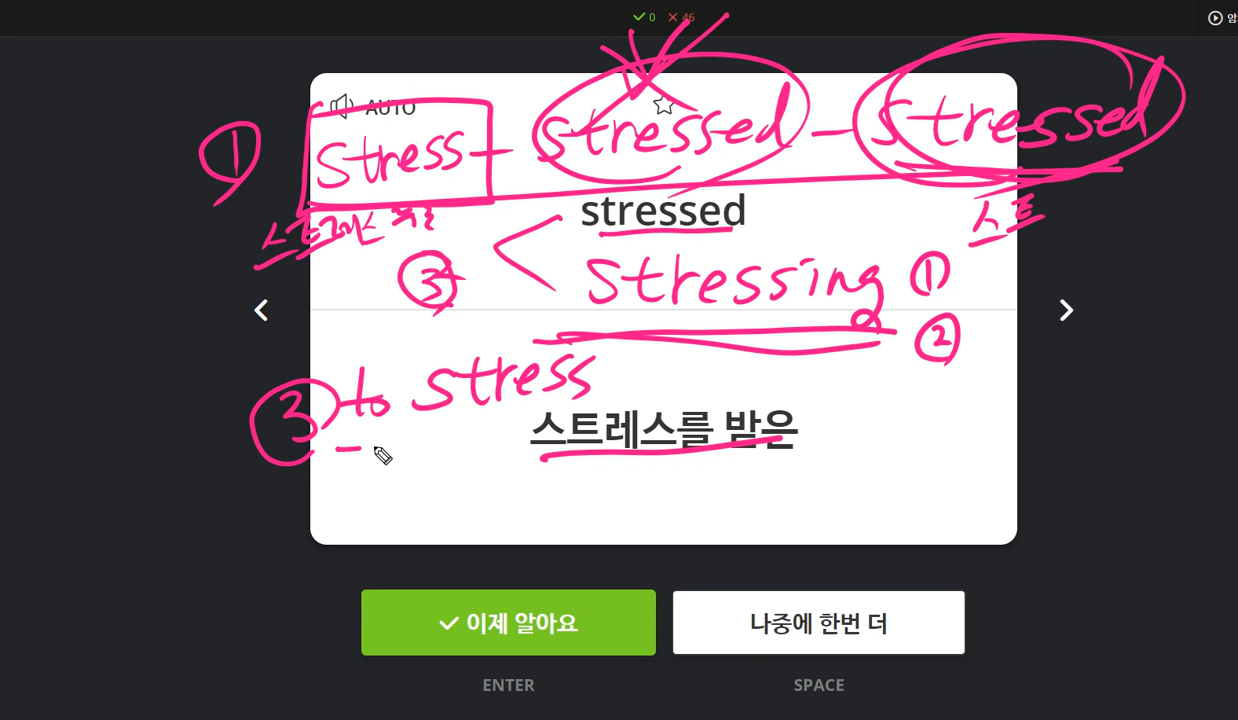 0 46
AUTO
① stress - stressed - stressed
stressed
스트레스
스트
③ stressing ①
②
③ to stress
스트레스를 받은
이제 알아요
나중에 한번 더
ENTER
SPACE